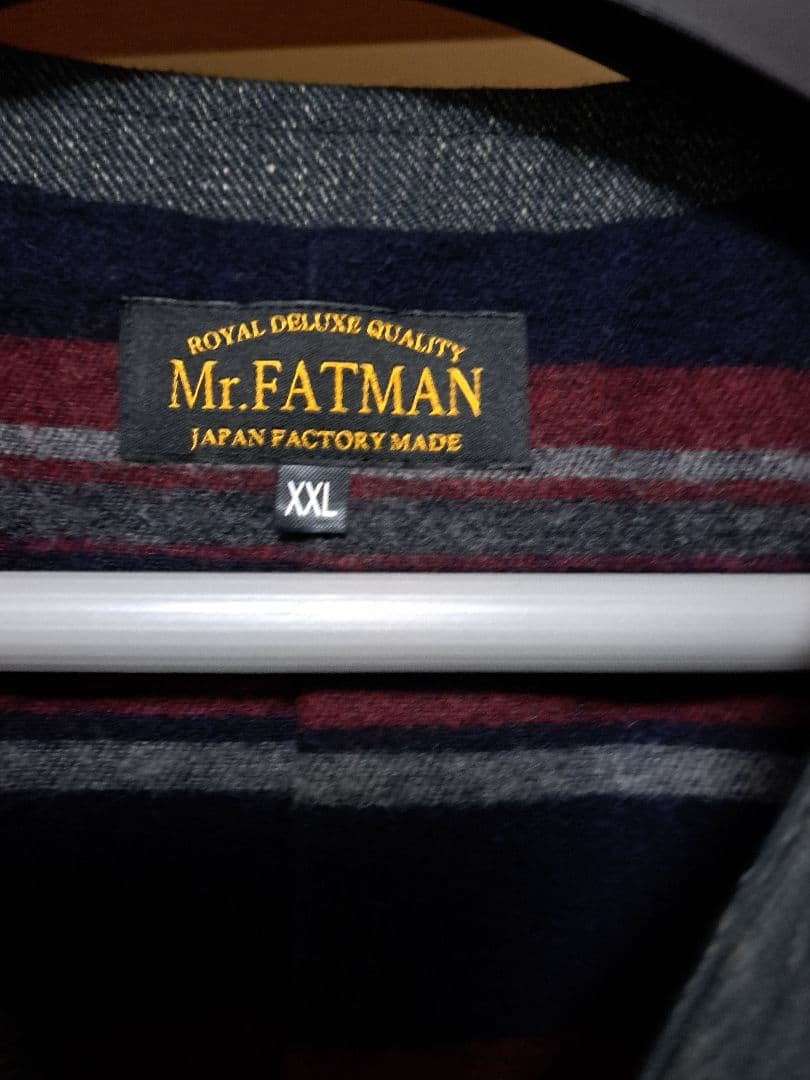 ROYAL DELUXE QUALITY
Mr.FATMAN
JAPAN FACTORY MADE
XXL